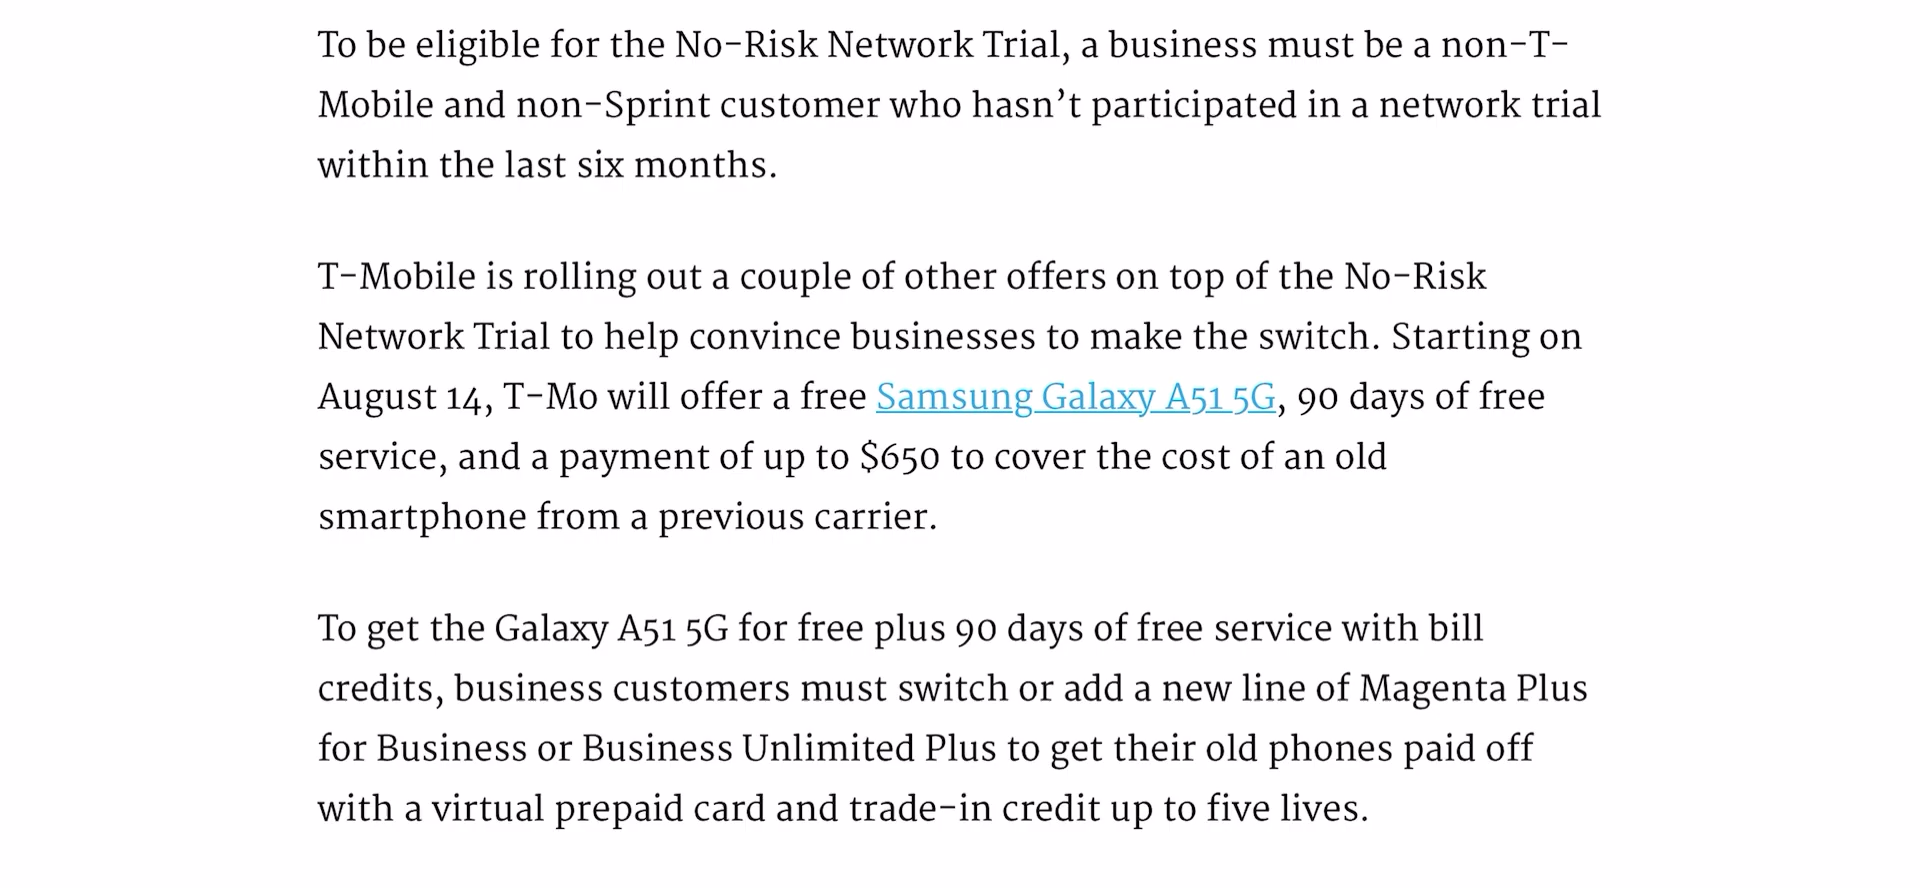 To be eligible for the No-Risk Network Trial, a business must be a non-T-
Mobile and non-Sprint customer who hasn’t participated in a network trial
within the last six months.
T-Mobile is rolling out a couple of other offers on top of the No-Risk
Network Trial to help convince businesses to make the switch. Starting on
August 14, T-Mo will offer a free Samsung Galaxy A51 5G, 90 days of free
service, and a payment of up to $650 to cover the cost of an old
smartphone from a previous carrier.
To get the Galaxy A51 5G for free plus 90 days of free service with bill
credits, business customers must switch or add a new line of Magenta Plus
for Business or Business Unlimited Plus to get their old phones paid off
with a virtual prepaid card and trade-in credit up to five lives.